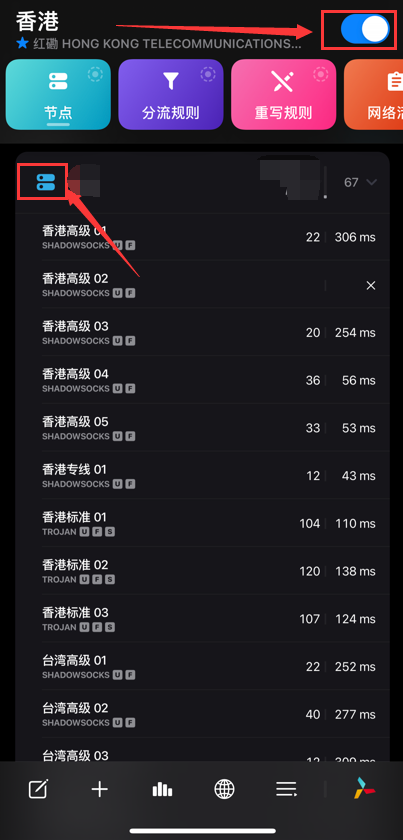 香港
红磡 HONG KONG TELECOMMUNICATIONS...
节点
分流规则
重写规则
网络活
67
香港高级 01
SHADOWSOCKS U F
22 306 ms
香港高级 02
SHADOWSOCKS U F
×
香港高级 03
SHADOWSOCKS U F
20 254 ms
香港高级 04
SHADOWSOCKS U F
36 56 ms
香港高级 05
SHADOWSOCKS U F
33 53 ms
香港专线 01
SHADOWSOCKS U F
12 43 ms
香港标准 01
TROJAN U F S
104 110 ms
香港标准 02
TROJAN U F S
120 138 ms
香港标准 03
TROJAN U F S
107 124 ms
台湾高级 01
SHADOWSOCKS U F
22 252 ms
台湾高级 02
SHADOWSOCKS U F
40 277 ms
台湾高级 03